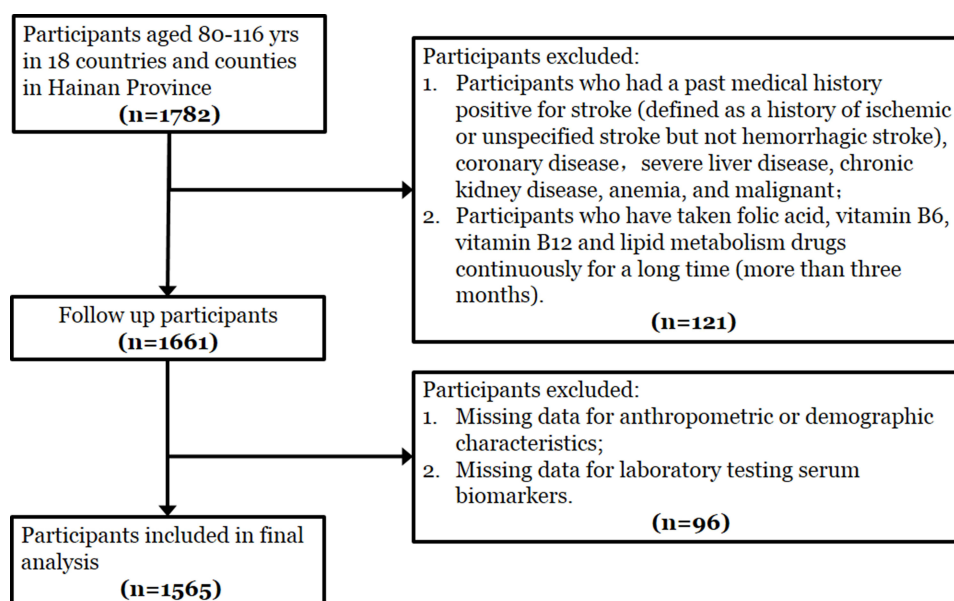 Participants aged 80-116 yrs
in 18 countries and counties
in Hainan Province
(n=1782)
Participants excluded:
1. Participants who had a past medical history
positive for stroke (defined as a history of ischemic
or unspecified stroke but not hemorrhagic stroke),
coronary disease，severe liver disease, chronic
kidney disease, anemia, and malignant；
2. Participants who have taken folic acid, vitamin B6,
vitamin B12 and lipid metabolism drugs
continuously for a long time (more than three
months).
(n=121)
Follow up participants
(n=1661)
Participants excluded:
1. Missing data for anthropometric or demographic
characteristics;
2. Missing data for laboratory testing serum
biomarkers.
(n=96)
Participants included in final
analysis
(n=1565)